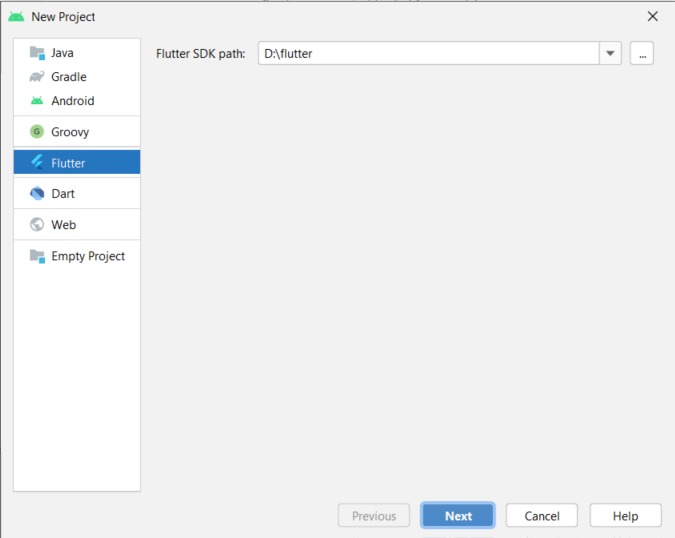 New Project
Java
Gradle
Android
G Groovy
Flutter
Dart
Web
Empty Project
Flutter SDK path: D:\flutter ...
Previous Next Cancel Help